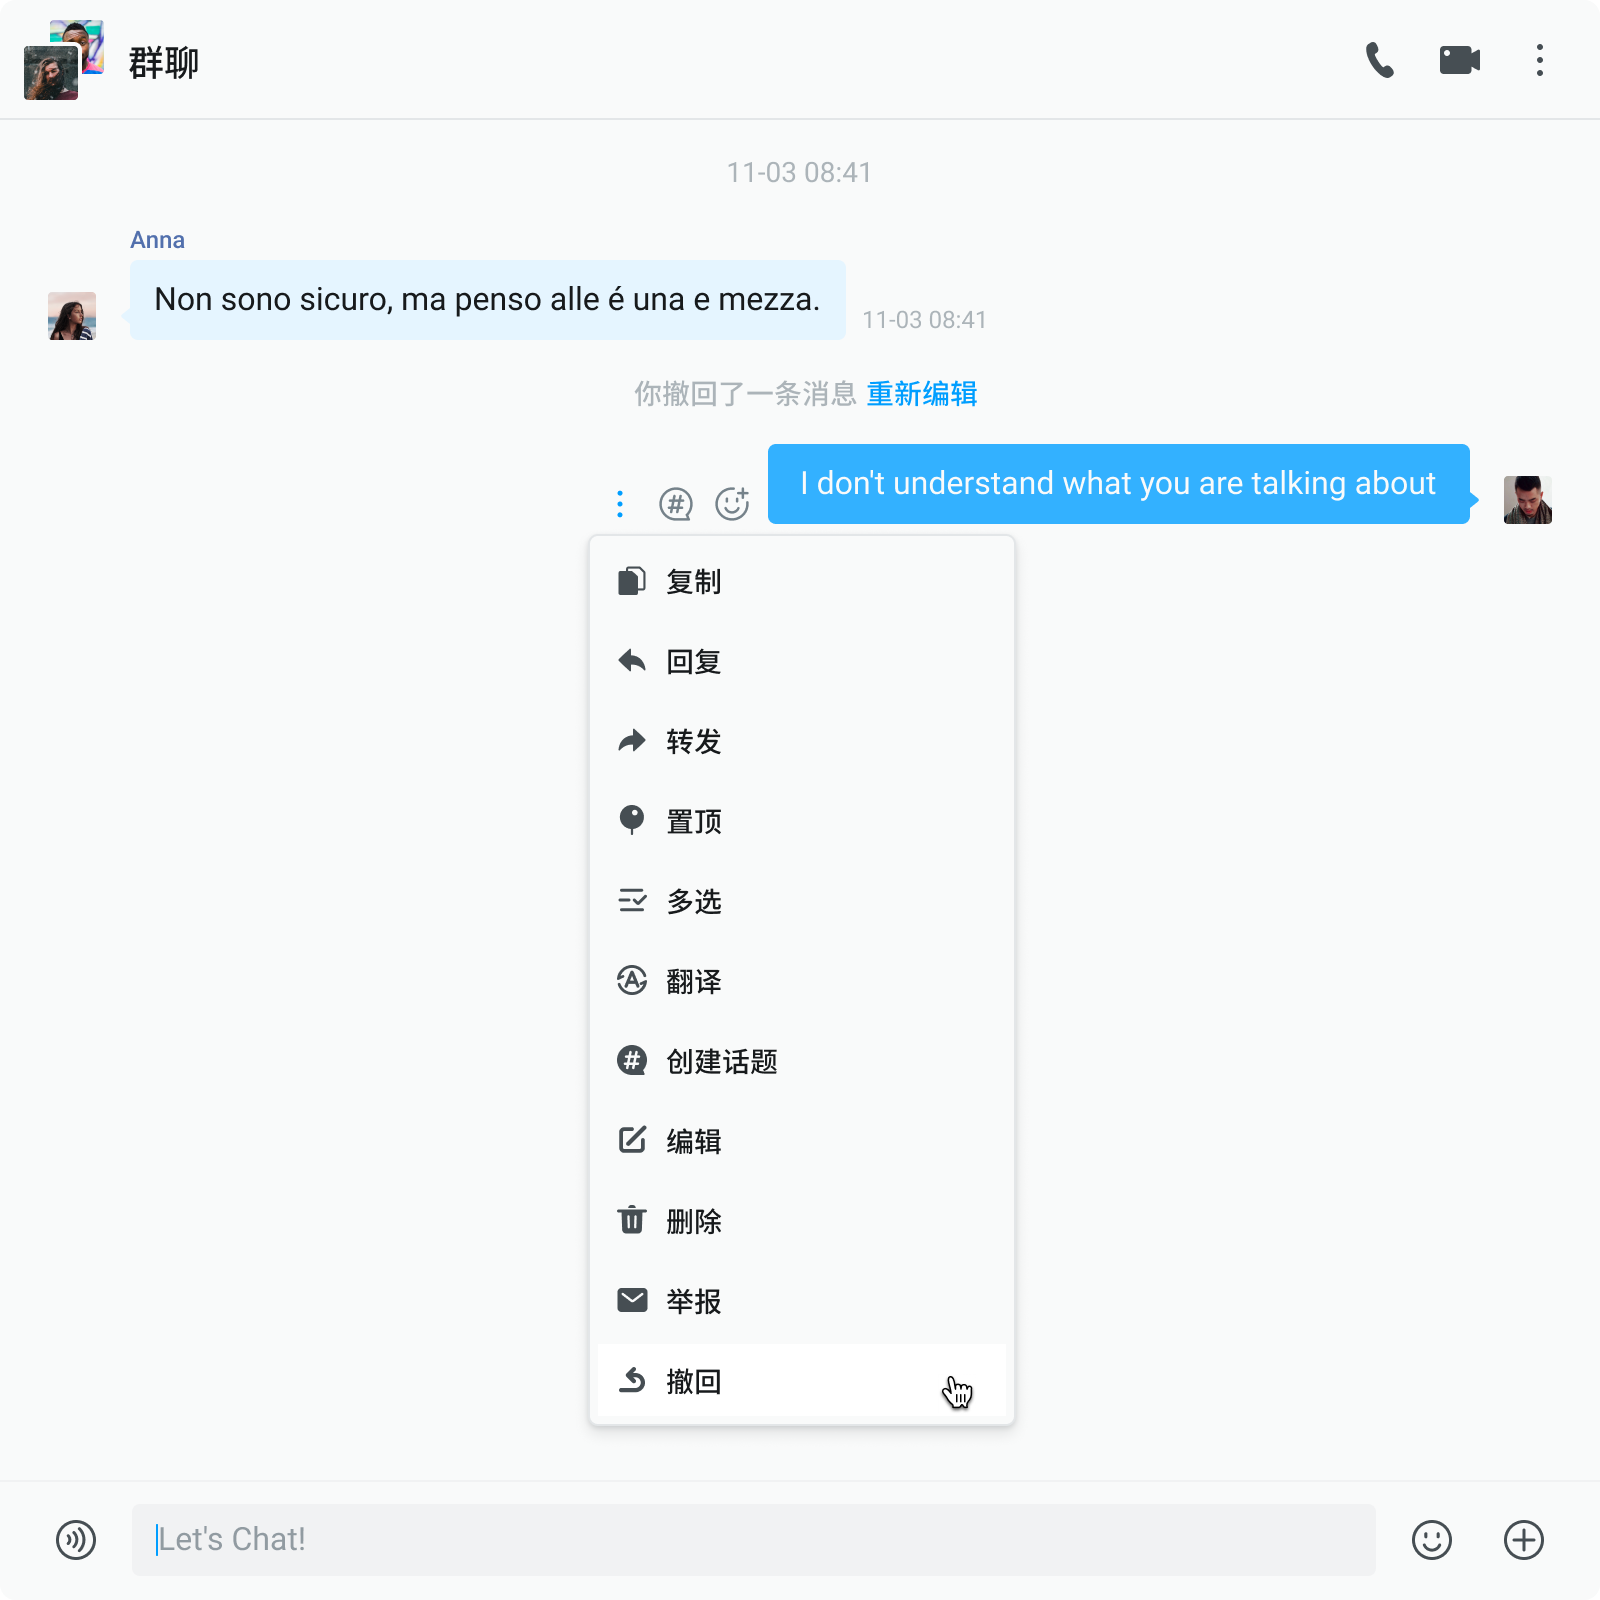 群聊
11-03 08:41
Anna
Non sono sicuro, ma penso alle é una e mezza.
11-03 08:41
你撤回了一条消息 重新编辑
I don't understand what you are talking about
复制
回复
转发
置顶
多选
翻译
创建话题
编辑
删除
举报
撤回
Let's Chat!